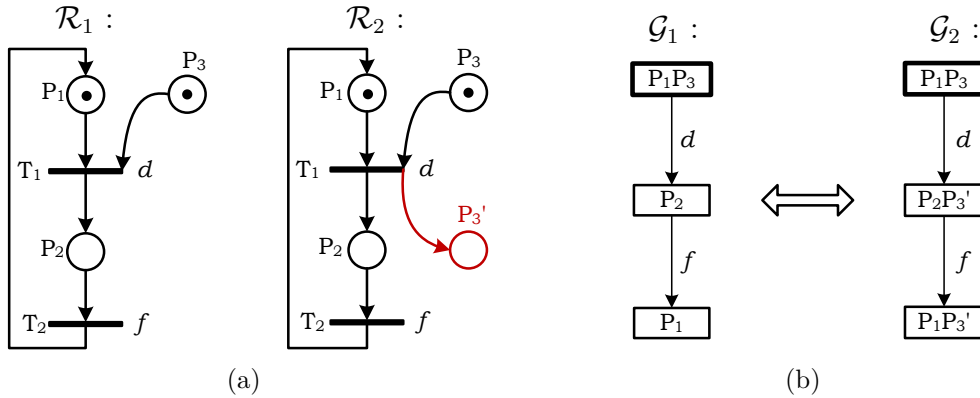 R₁ :
P₃
P₁
T₁ d
P₂
T₂ f
R₂ :
P₃
P₁
T₁ d
P₃'
P₂
T₂ f
(a)
G₁ :
P₁P₃
d
P₂
f
P₁
G₂ :
P₁P₃
d
P₂P₃'
f
P₁P₃'
(b)